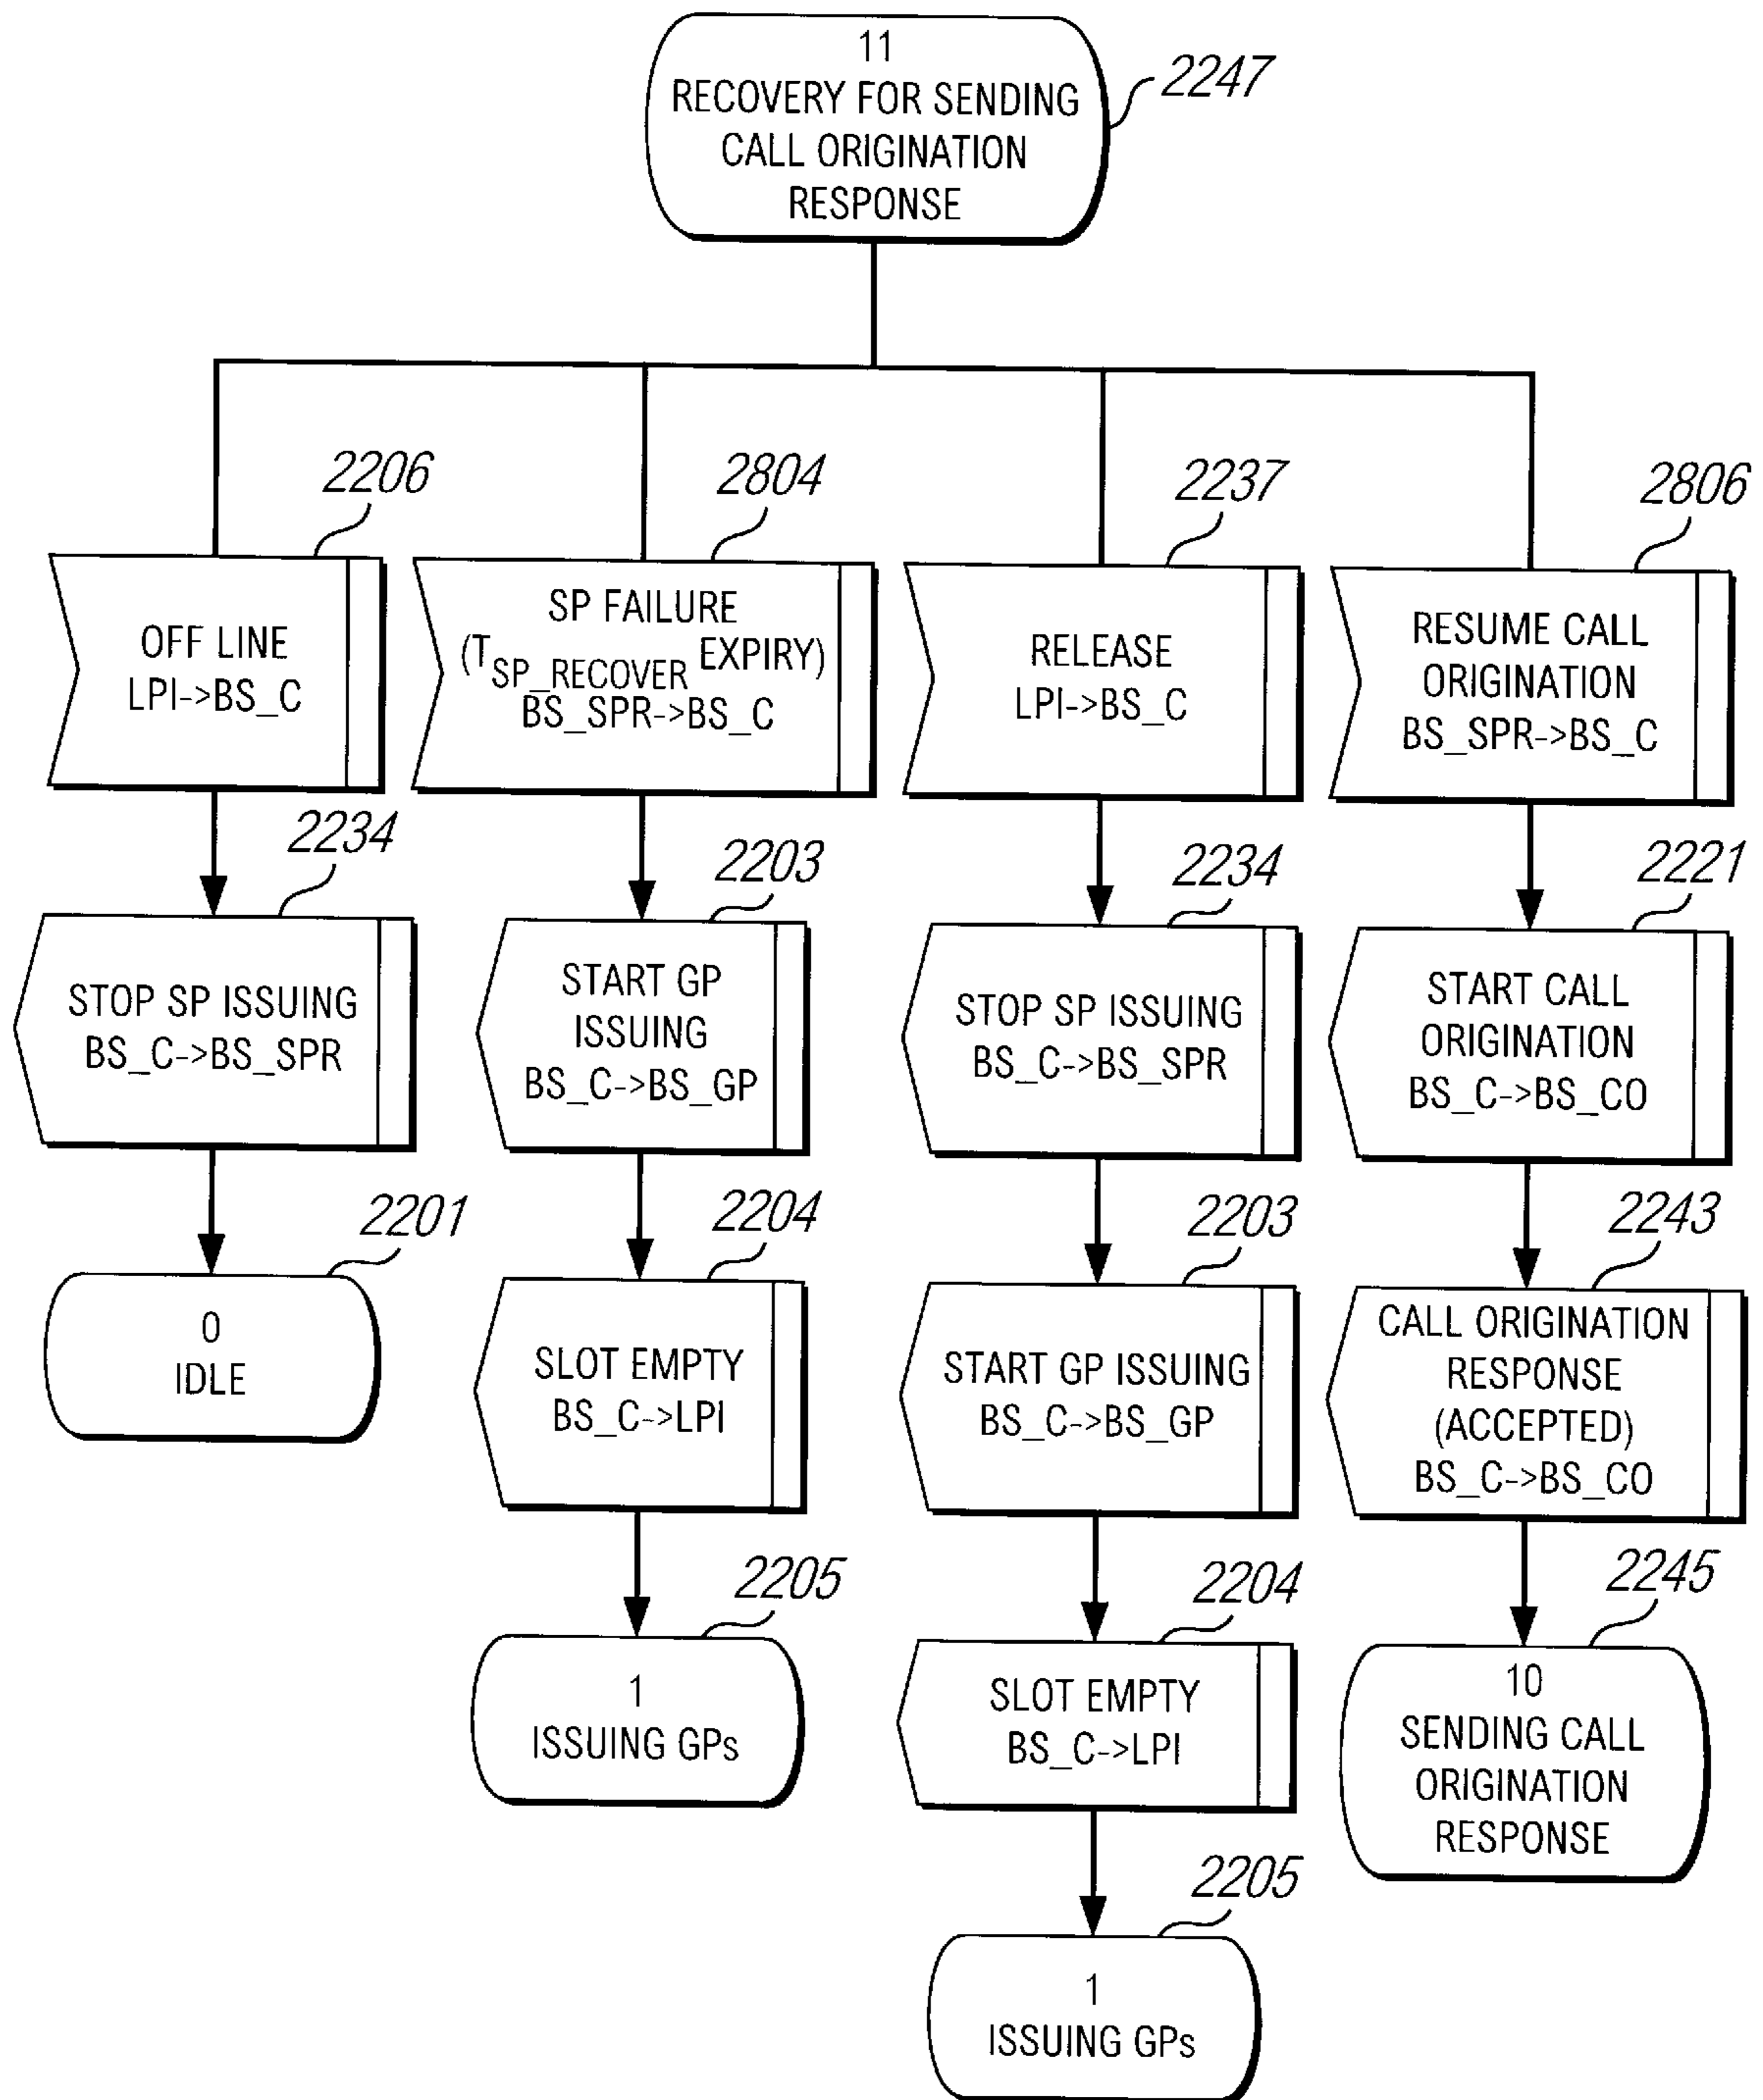 11
RECOVERY FOR SENDING
CALL ORIGINATION
RESPONSE
2247
2206
OFF LINE
LPI->BS_C
2234
STOP SP ISSUING
BS_C->BS_SPR
2201
0
IDLE
2804
SP FAILURE
(TSP_RECOVER EXPIRY)
BS_SPR->BS_C
2203
START GP
ISSUING
BS_C->BS_GP
2204
SLOT EMPTY
BS_C->LPI
2205
1
ISSUING GPs
2237
RELEASE
LPI->BS_C
2234
STOP SP ISSUING
BS_C->BS_SPR
2203
START GP ISSUING
BS_C->BS_GP
2204
SLOT EMPTY
BS_C->LPI
2205
1
ISSUING GPs
2806
RESUME CALL
ORIGINATION
BS_SPR->BS_C
2221
START CALL
ORIGINATION
BS_C->BS_CO
2243
CALL ORIGINATION
RESPONSE
(ACCEPTED)
BS_C->BS_CO
2245
10
SENDING CALL
ORIGINATION
RESPONSE